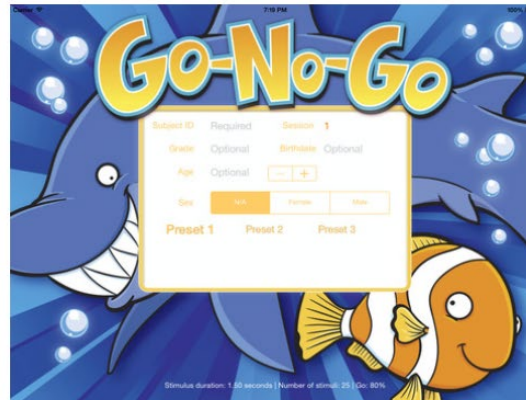 Carrier 7:19 PM 100%
Go-No-Go
Subject ID Required Session 1
Grade Optional Birthdate Optional
Age Optional - +
Sex N/A Female Male
Preset 1 Preset 2 Preset 3
Stimulus duration: 1.50 seconds | Number of stimuli: 25 | Go: 80%